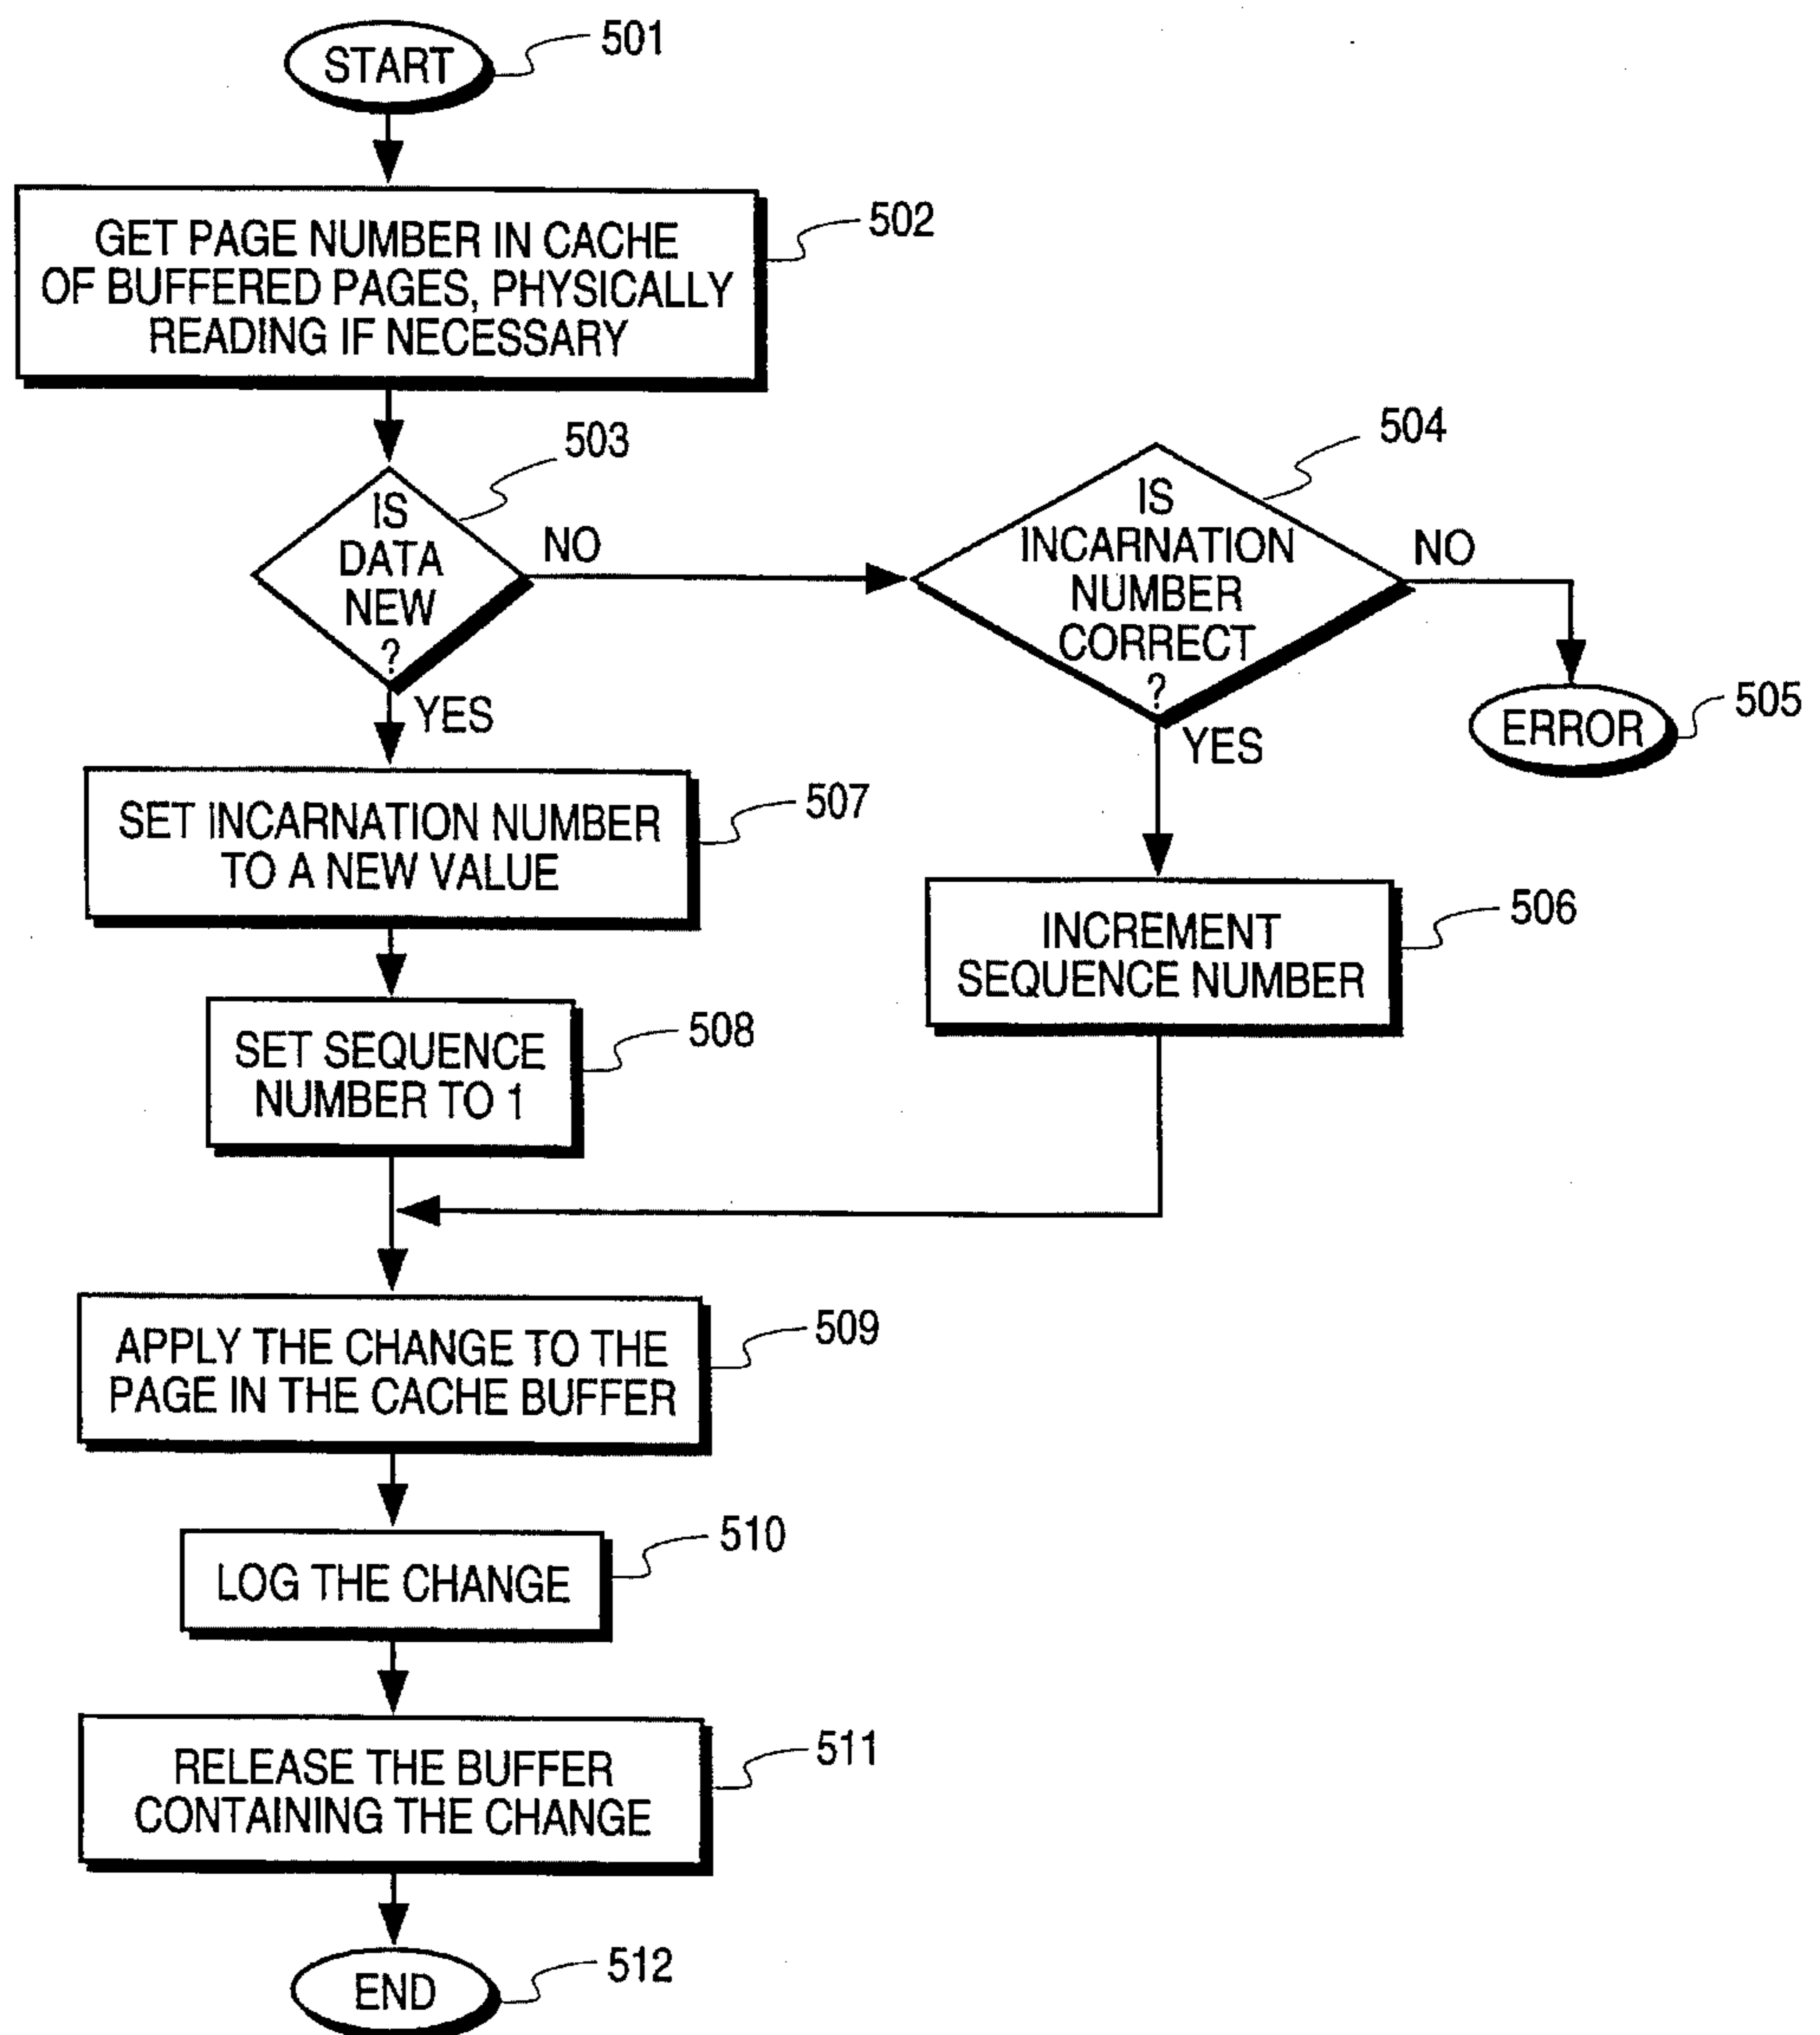 START
501
GET PAGE NUMBER IN CACHE
OF BUFFERED PAGES, PHYSICALLY
READING IF NECESSARY
502
IS
DATA
NEW
?
503
NO
YES
IS
INCARNATION
NUMBER
CORRECT
?
504
NO
YES
ERROR
505
SET INCARNATION NUMBER
TO A NEW VALUE
507
INCREMENT
SEQUENCE NUMBER
506
SET SEQUENCE
NUMBER TO 1
508
APPLY THE CHANGE TO THE
PAGE IN THE CACHE BUFFER
509
LOG THE CHANGE
510
RELEASE THE BUFFER
CONTAINING THE CHANGE
511
END
512